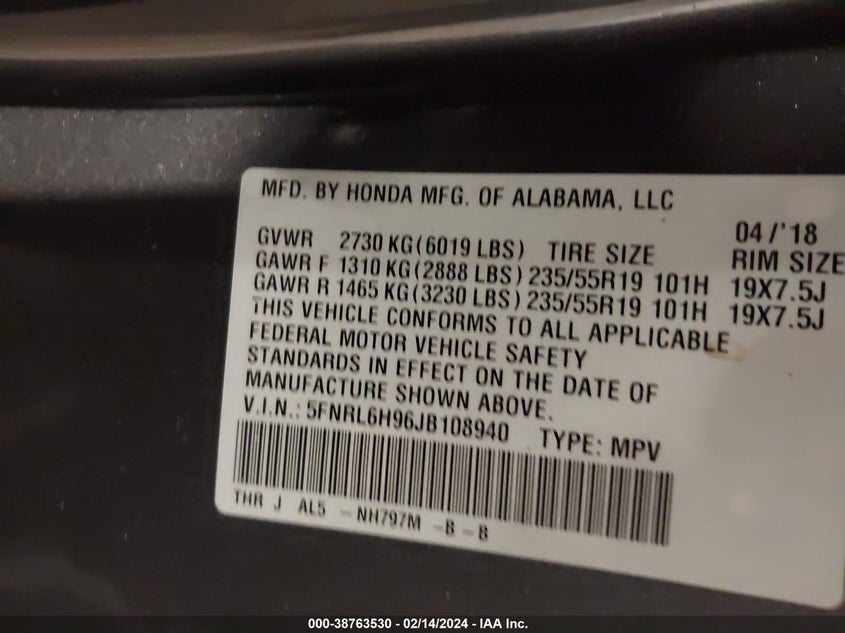 MFD. BY HONDA MFG. OF ALABAMA, LLC
04/'18
GVWR 2730 KG(6019 LBS) TIRE SIZE RIM SIZE
GAWR F 1310 KG(2888 LBS) 235/55R19 101H 19X7.5J
GAWR R 1465 KG(3230 LBS) 235/55R19 101H 19X7.5J
THIS VEHICLE CONFORMS TO ALL APPLICABLE
FEDERAL MOTOR VEHICLE SAFETY
STANDARDS IN EFFECT ON THE DATE OF
MANUFACTURE SHOWN ABOVE.
V.I.N.: 5FNRL6H96JB108940 TYPE: MPV
THR J AL5 -NH797M -B-B
000-38763530 - 02/14/2024 - IAA Inc.